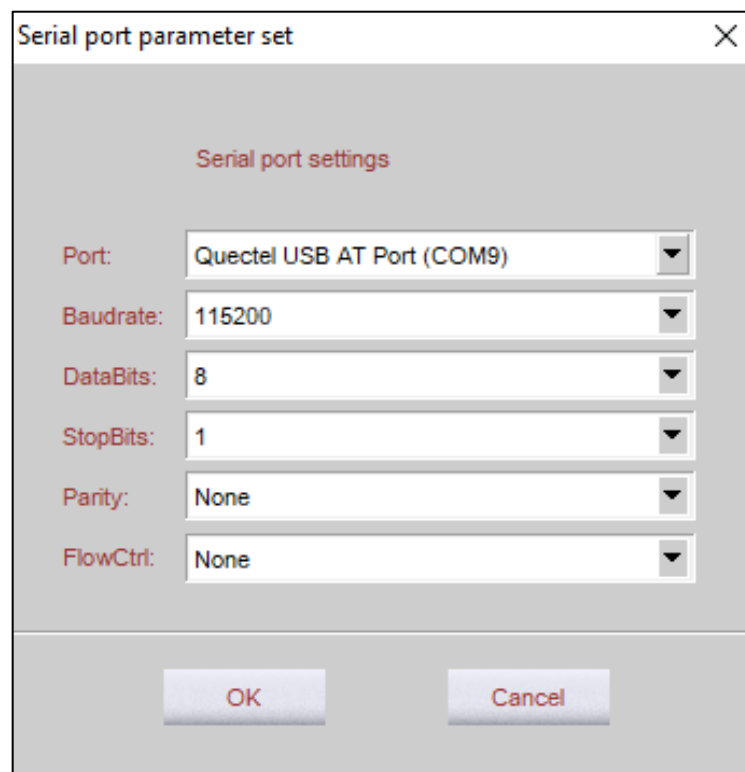 Serial port parameter set
Serial port settings
Port: Quectel USB AT Port (COM9)
Baudrate: 115200
DataBits: 8
StopBits: 1
Parity: None
FlowCtrl: None
OK Cancel